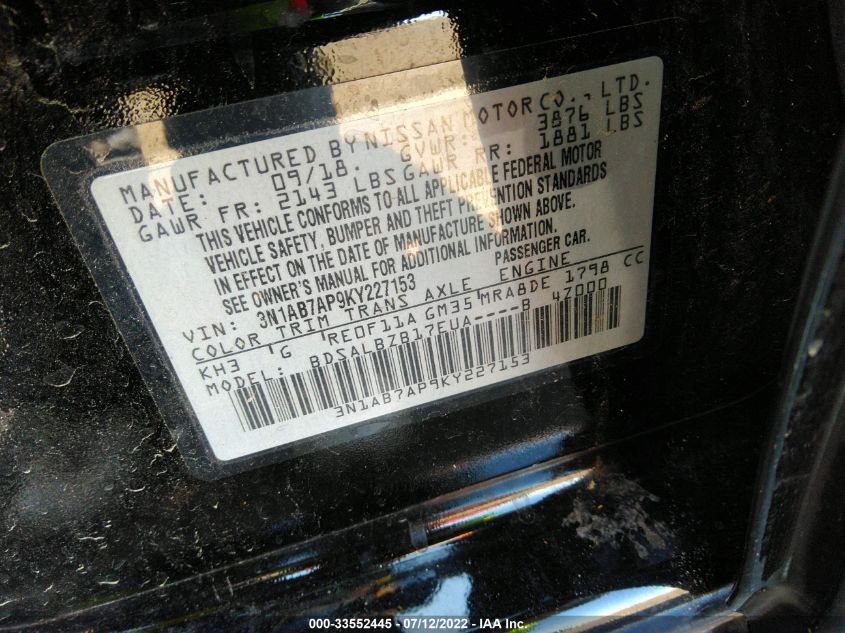 MANUFACTURED BY NISSAN MOTOR CO., LTD.
DATE: 09/18. GVWR: 3876 LBS
GAWR FR: 2143 LBS GAWR RR: 1881 LBS
THIS VEHICLE CONFORMS TO ALL APPLICABLE FEDERAL MOTOR
VEHICLE SAFETY, BUMPER AND THEFT PREVENTION STANDARDS
IN EFFECT ON THE DATE OF MANUFACTURE SHOWN ABOVE.
SEE OWNER'S MANUAL FOR ADDITIONAL INFORMATION.
VIN: 3N1AB7AP9KY227153 PASSENGER CAR.
COLOR TRIM TRANS AXLE ENGINE
KH3 G RE0F11A GM35 MRA8DE 1798 CC
MODEL: BDSALBZB17EUA----B 47000
3N1AB7AP9KY227153
000-33552445 - 07/12/2022 - IAA Inc.